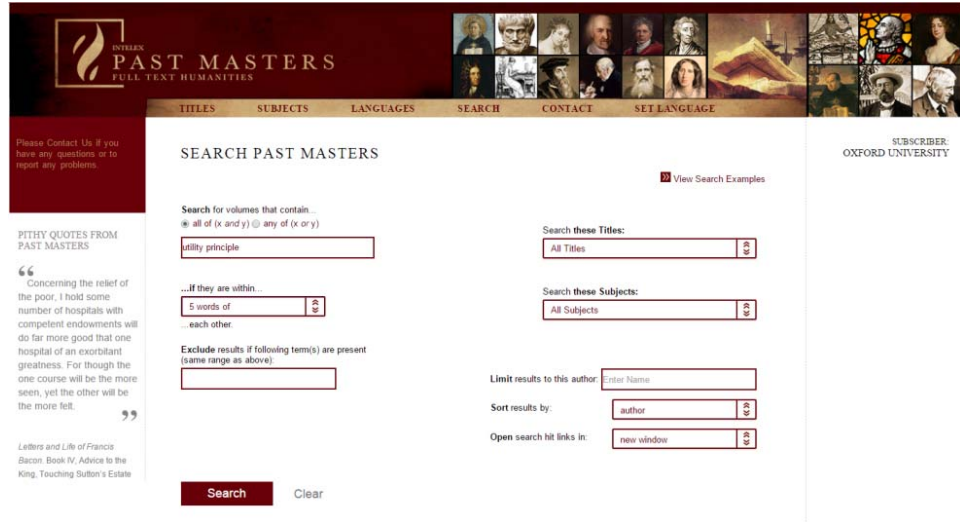 INTELEX
PAST MASTERS
FULL TEXT HUMANITIES
TITLES SUBJECTS LANGUAGES SEARCH CONTACT SET LANGUAGE
Please Contact Us if you
have any questions or to
report any problems.
SUBSCRIBER:
OXFORD UNIVERSITY
SEARCH PAST MASTERS
View Search Examples
Search for volumes that contain...
all of (x and y) any of (x or y)
utility principle
...if they are within...
5 words of
...each other.
Exclude results if following term(s) are present
(same range as above):
Search these Titles:
All Titles
Search these Subjects:
All Subjects
Limit results to this author: Enter Name
Sort results by: author
Open search hit links in: new window
Search Clear
PITHY QUOTES FROM
PAST MASTERS
“
Concerning the relief of
the poor, I hold some
number of hospitals with
competent endowments will
do far more good that one
hospital of an exorbitant
greatness. For though the
one course will be the more
seen, yet the other will be
the more felt.
”
Letters and Life of Francis
Bacon. Book IV, Advice to the
King, Touching Sutton's Estate